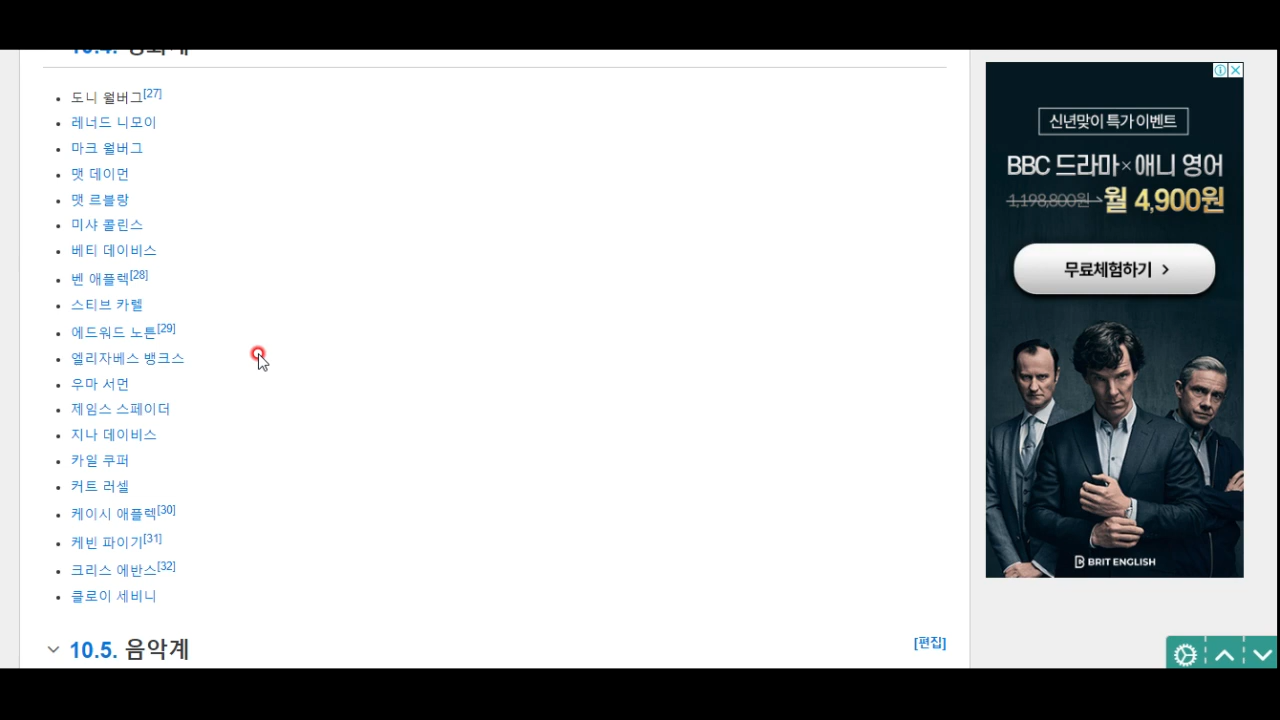 10.4. 영화계
도니 월버그[27]
레너드 니모이
마크 월버그
맷 데이먼
맷 르블랑
미샤 콜린스
베티 데이비스
벤 애플렉[28]
스티브 카렐
에드워드 노튼[29]
엘리자베스 뱅크스
우마 서먼
제임스 스페이더
지나 데이비스
카일 쿠퍼
커트 러셀
케이시 애플렉[30]
케빈 파이기[31]
크리스 에반스[32]
클로이 세비니
10.5. 음악계
[편집]
신년맞이 특가 이벤트
BBC 드라마×애니 영어
1,198,800원→월 4,900원
무료체험하기 >
BRIT ENGLISH